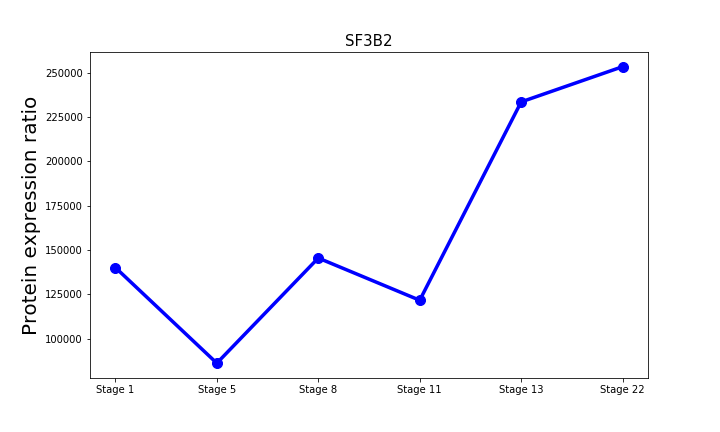 SF3B2
Protein expression ratio
250000
225000
200000
175000
150000
125000
100000
Stage 1 Stage 5 Stage 8 Stage 11 Stage 13 Stage 22